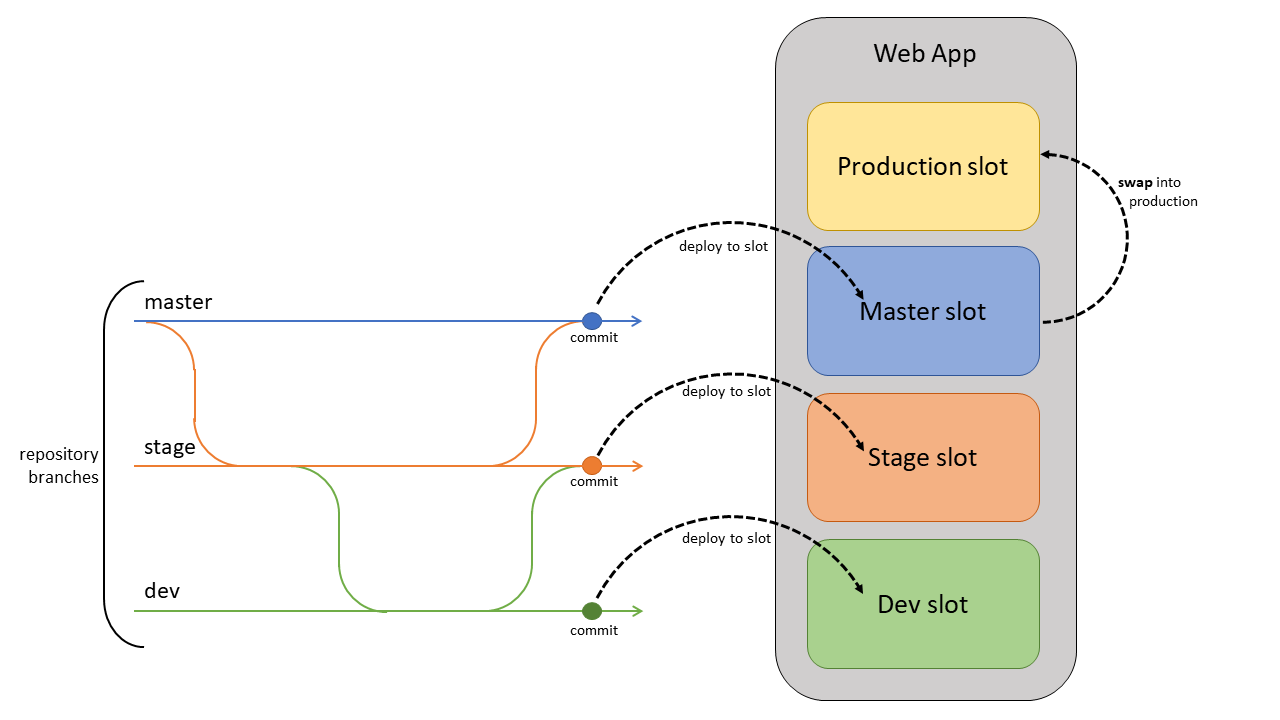 Web App
Production slot
swap into
production
deploy to slot
Master slot
master
commit
deploy to slot
stage
Stage slot
repository
branches
commit
deploy to slot
dev
Dev slot
commit